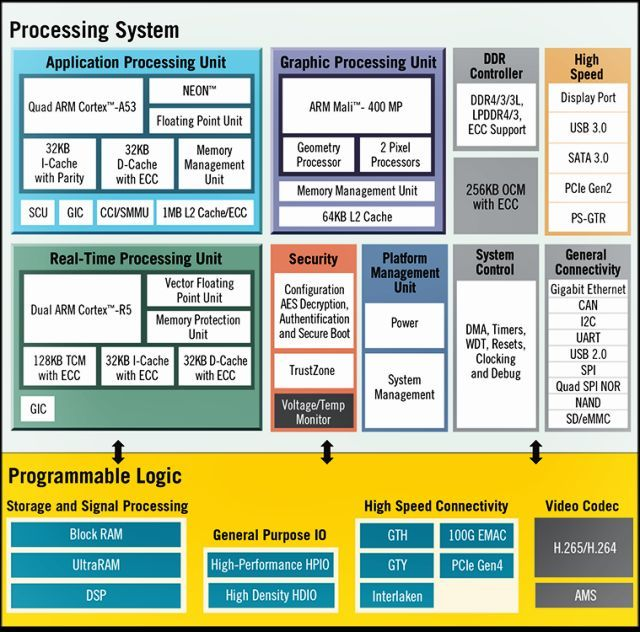 Processing System
Application Processing Unit
Quad ARM Cortex™-A53
NEON™
Floating Point Unit
32KB
I-Cache
with Parity
32KB
D-Cache
with ECC
Memory
Management
Unit
SCU
GIC
CCI/SMMU
1MB L2 Cache/ECC
Graphic Processing Unit
ARM Mali™- 400 MP
Geometry
Processor
2 Pixel
Processors
Memory Management Unit
64KB L2 Cache
DDR
Controller
DDR4/3/3L,
LPDDR4/3,
ECC Support
256KB OCM
with ECC
High
Speed
Display Port
USB 3.0
SATA 3.0
PCIe Gen2
PS-GTR
Real-Time Processing Unit
Dual ARM Cortex™-R5
Vector Floating
Point Unit
Memory Protection
Unit
128KB TCM
with ECC
32KB I-Cache
with ECC
32KB D-Cache
with ECC
GIC
Security
Configuration
AES Decryption,
Authentification
and Secure Boot
TrustZone
Voltage/Temp
Monitor
Platform
Management
Unit
Power
System
Management
System
Control
DMA, Timers,
WDT, Resets,
Clocking
and Debug
General
Connectivity
Gigabit Ethernet
CAN
I2C
UART
USB 2.0
SPI
Quad SPI NOR
NAND
SD/eMMC
Programmable Logic
Storage and Signal Processing
Block RAM
UltraRAM
DSP
General Purpose IO
High-Performance HPIO
High Density HDIO
High Speed Connectivity
GTH
100G EMAC
GTY
PCIe Gen4
Interlaken
Video Codec
H.265/H.264
AMS